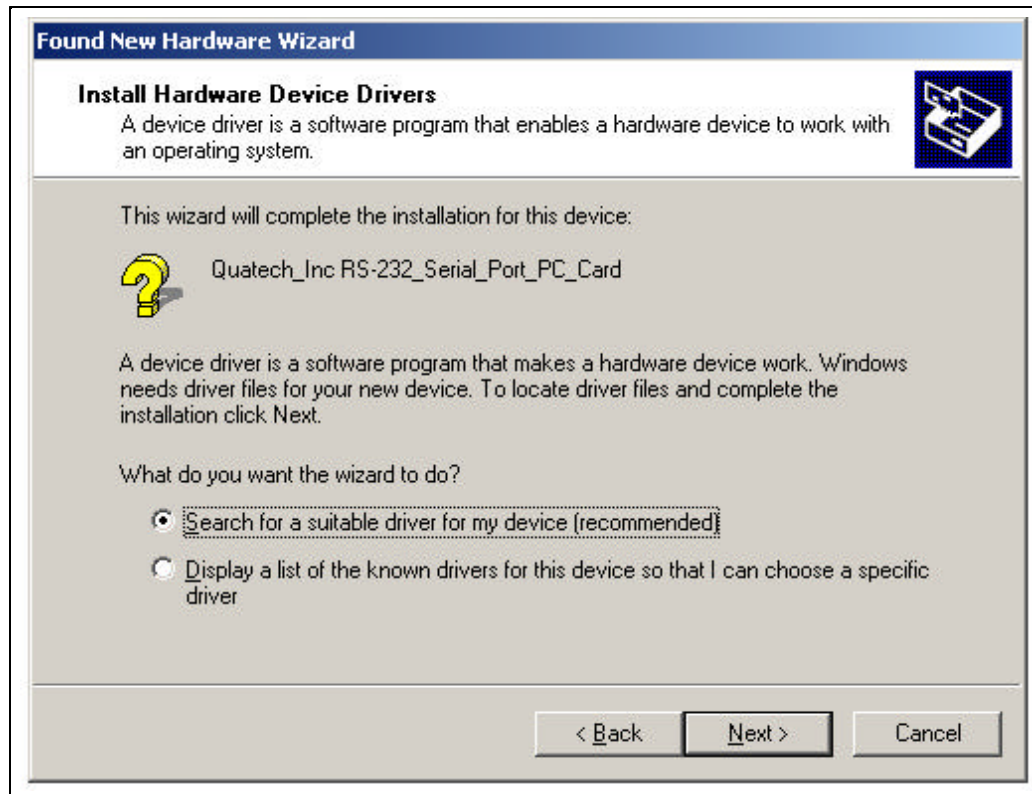 Found New Hardware Wizard
Install Hardware Device Drivers
A device driver is a software program that enables a hardware device to work with
an operating system.
This wizard will complete the installation for this device:
Quatech_Inc RS-232_Serial_Port_PC_Card
A device driver is a software program that makes a hardware device work. Windows
needs driver files for your new device. To locate driver files and complete the
installation click Next.
What do you want the wizard to do?
Search for a suitable driver for my device (recommended)
Display a list of the known drivers for this device so that I can choose a specific
driver
< Back Next > Cancel